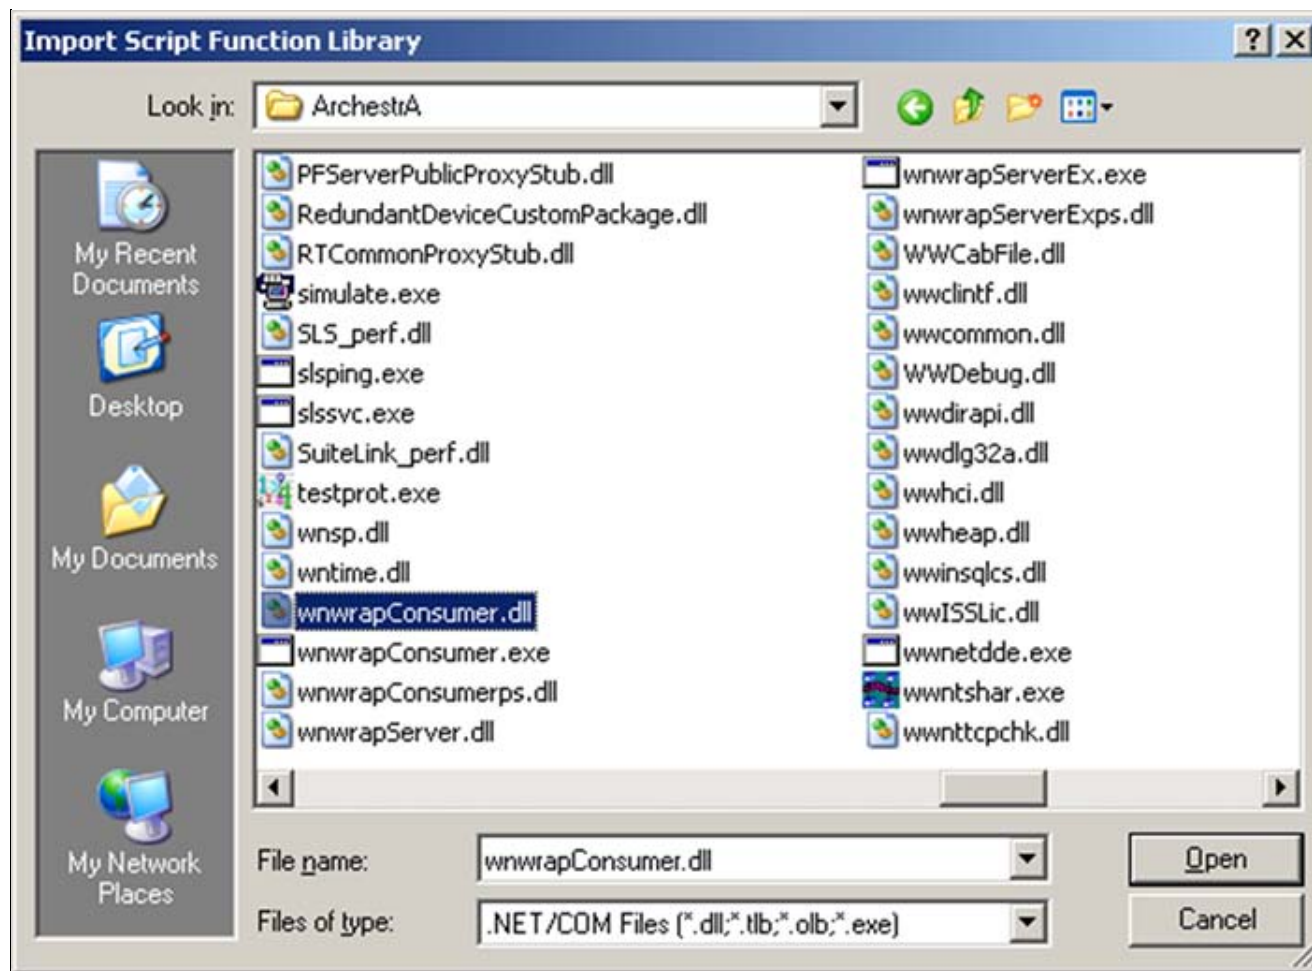 Import Script Function Library
Look in:
ArchestrA
My Recent
Documents
Desktop
My Documents
My Computer
My Network
Places
PFServerPublicProxyStub.dll
RedundantDeviceCustomPackage.dll
RTCommonProxyStub.dll
simulate.exe
SLS_perf.dll
slsping.exe
slssvc.exe
SuiteLink_perf.dll
testprot.exe
wnsp.dll
wntime.dll
wnwrapConsumer.dll
wnwrapConsumer.exe
wnwrapConsumerps.dll
wnwrapServer.dll
wnwrapServerEx.exe
wnwrapServerExps.dll
WWCabFile.dll
wwclintf.dll
wwcommon.dll
WWDebug.dll
wwdirapi.dll
wwdlg32a.dll
wwhci.dll
wwheap.dll
wwinsqlcs.dll
wwISSLic.dll
wwnetdde.exe
wwntshar.exe
wwnttcpchk.dll
File name:
wnwrapConsumer.dll
Open
Files of type:
.NET/COM Files (*.dll;*.tlb;*.olb;*.exe)
Cancel